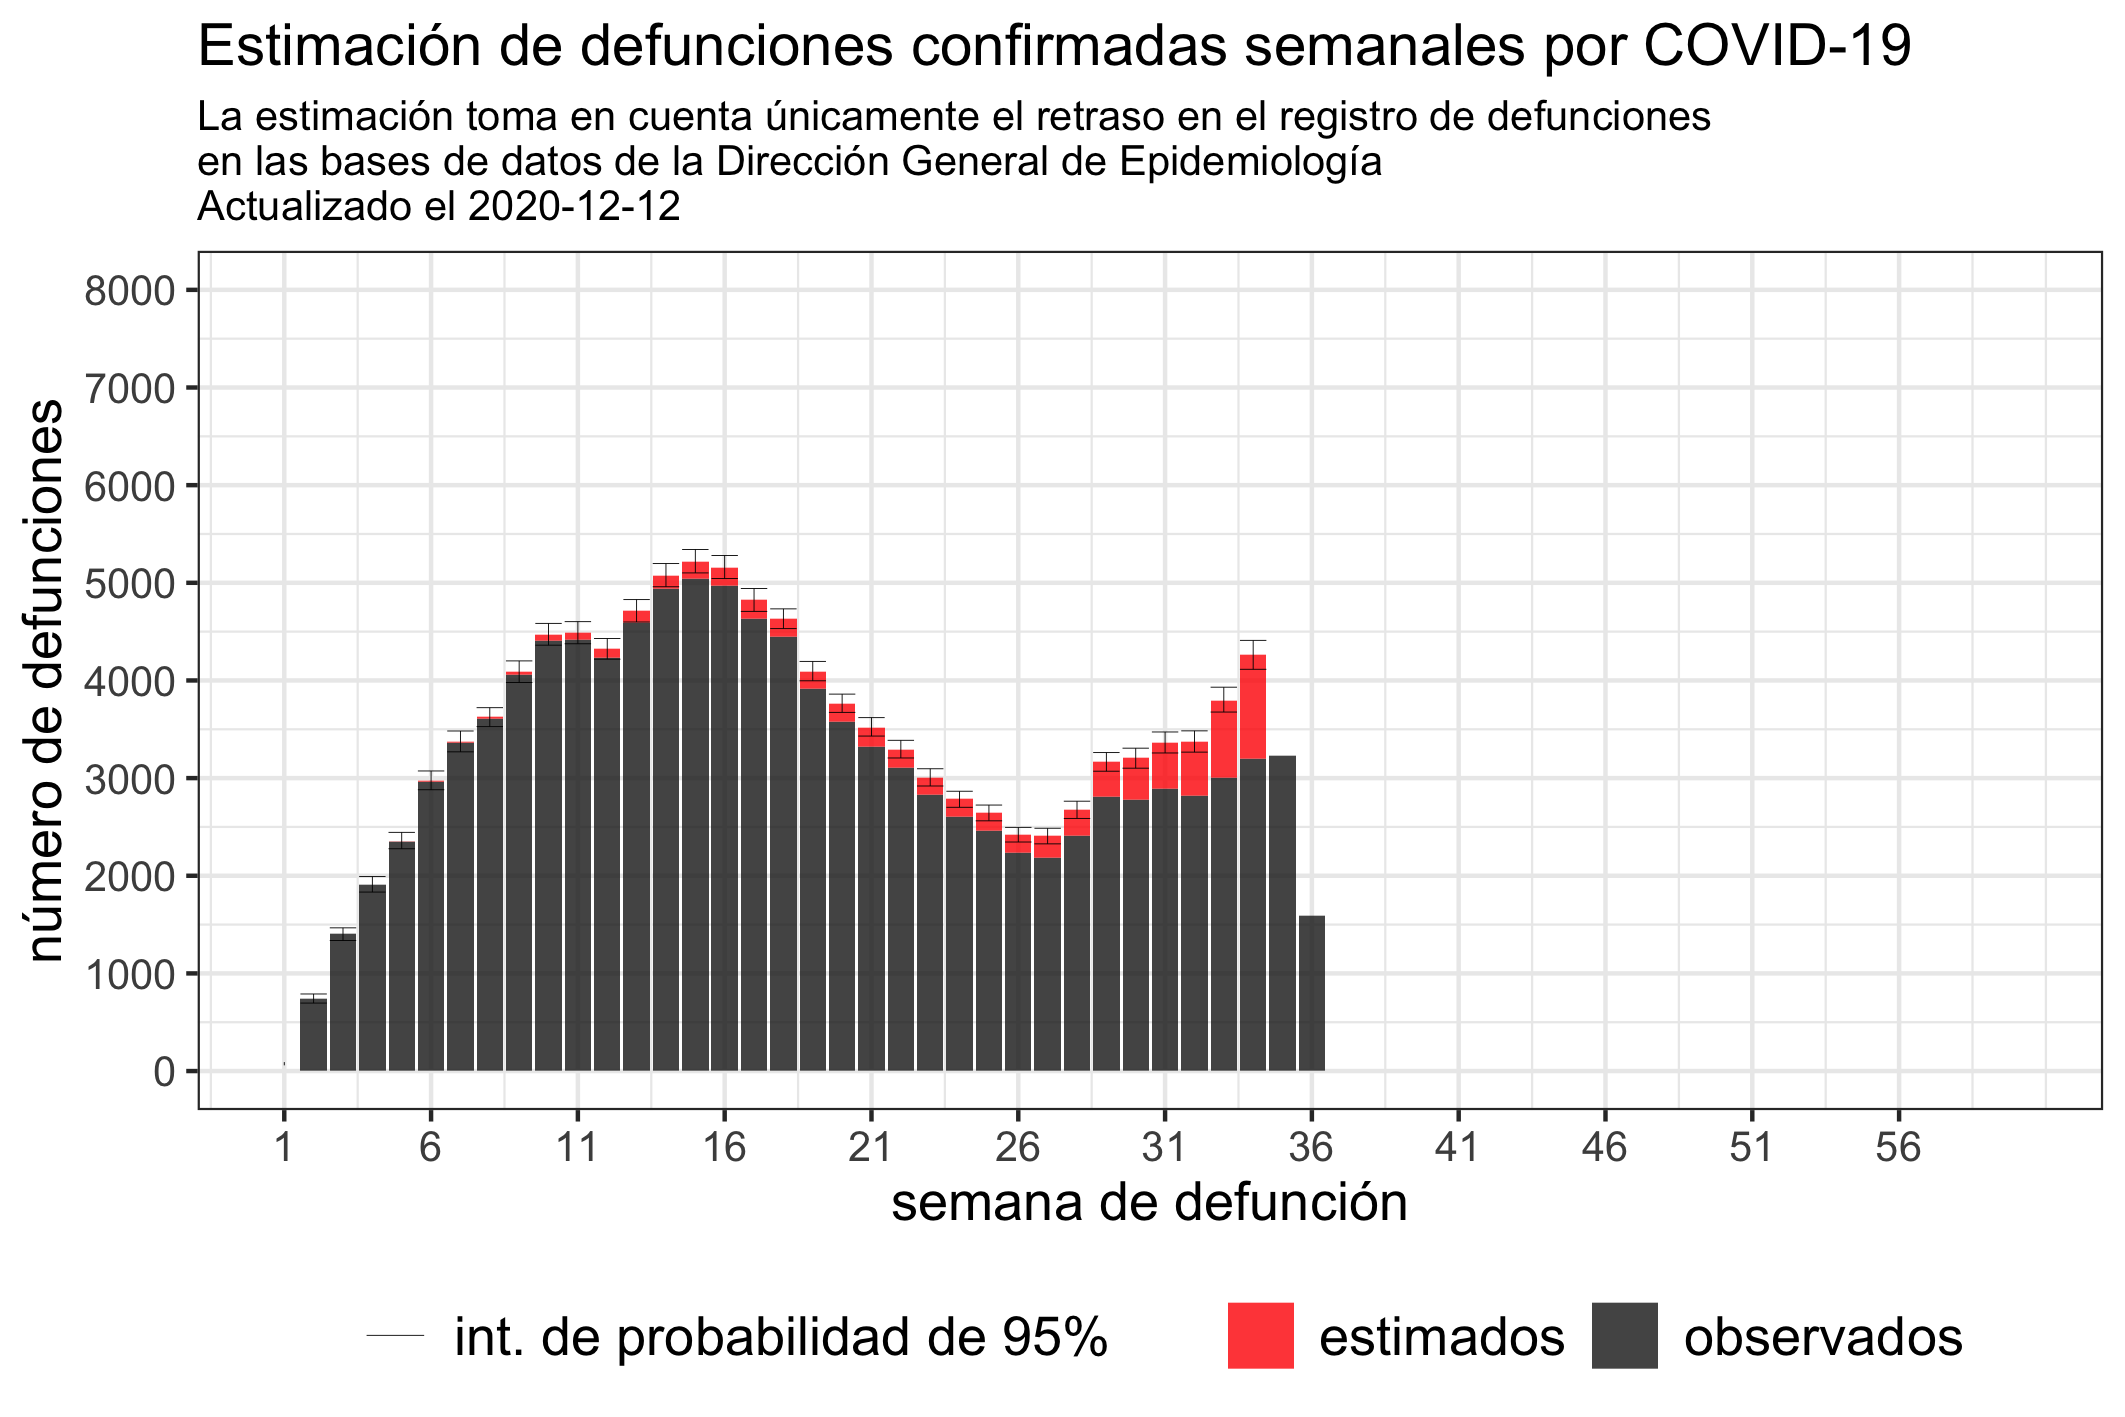 Estimación de defunciones confirmadas semanales por COVID-19
La estimación toma en cuenta únicamente el retraso en el registro de defunciones
en las bases de datos de la Dirección General de Epidemiología
Actualizado el 2020-12-12
número de defunciones
8000
7000
6000
5000
4000
3000
2000
1000
0
1 6 11 16 21 26 31 36 41 46 51 56
semana de defunción
int. de probabilidad de 95% estimados observados